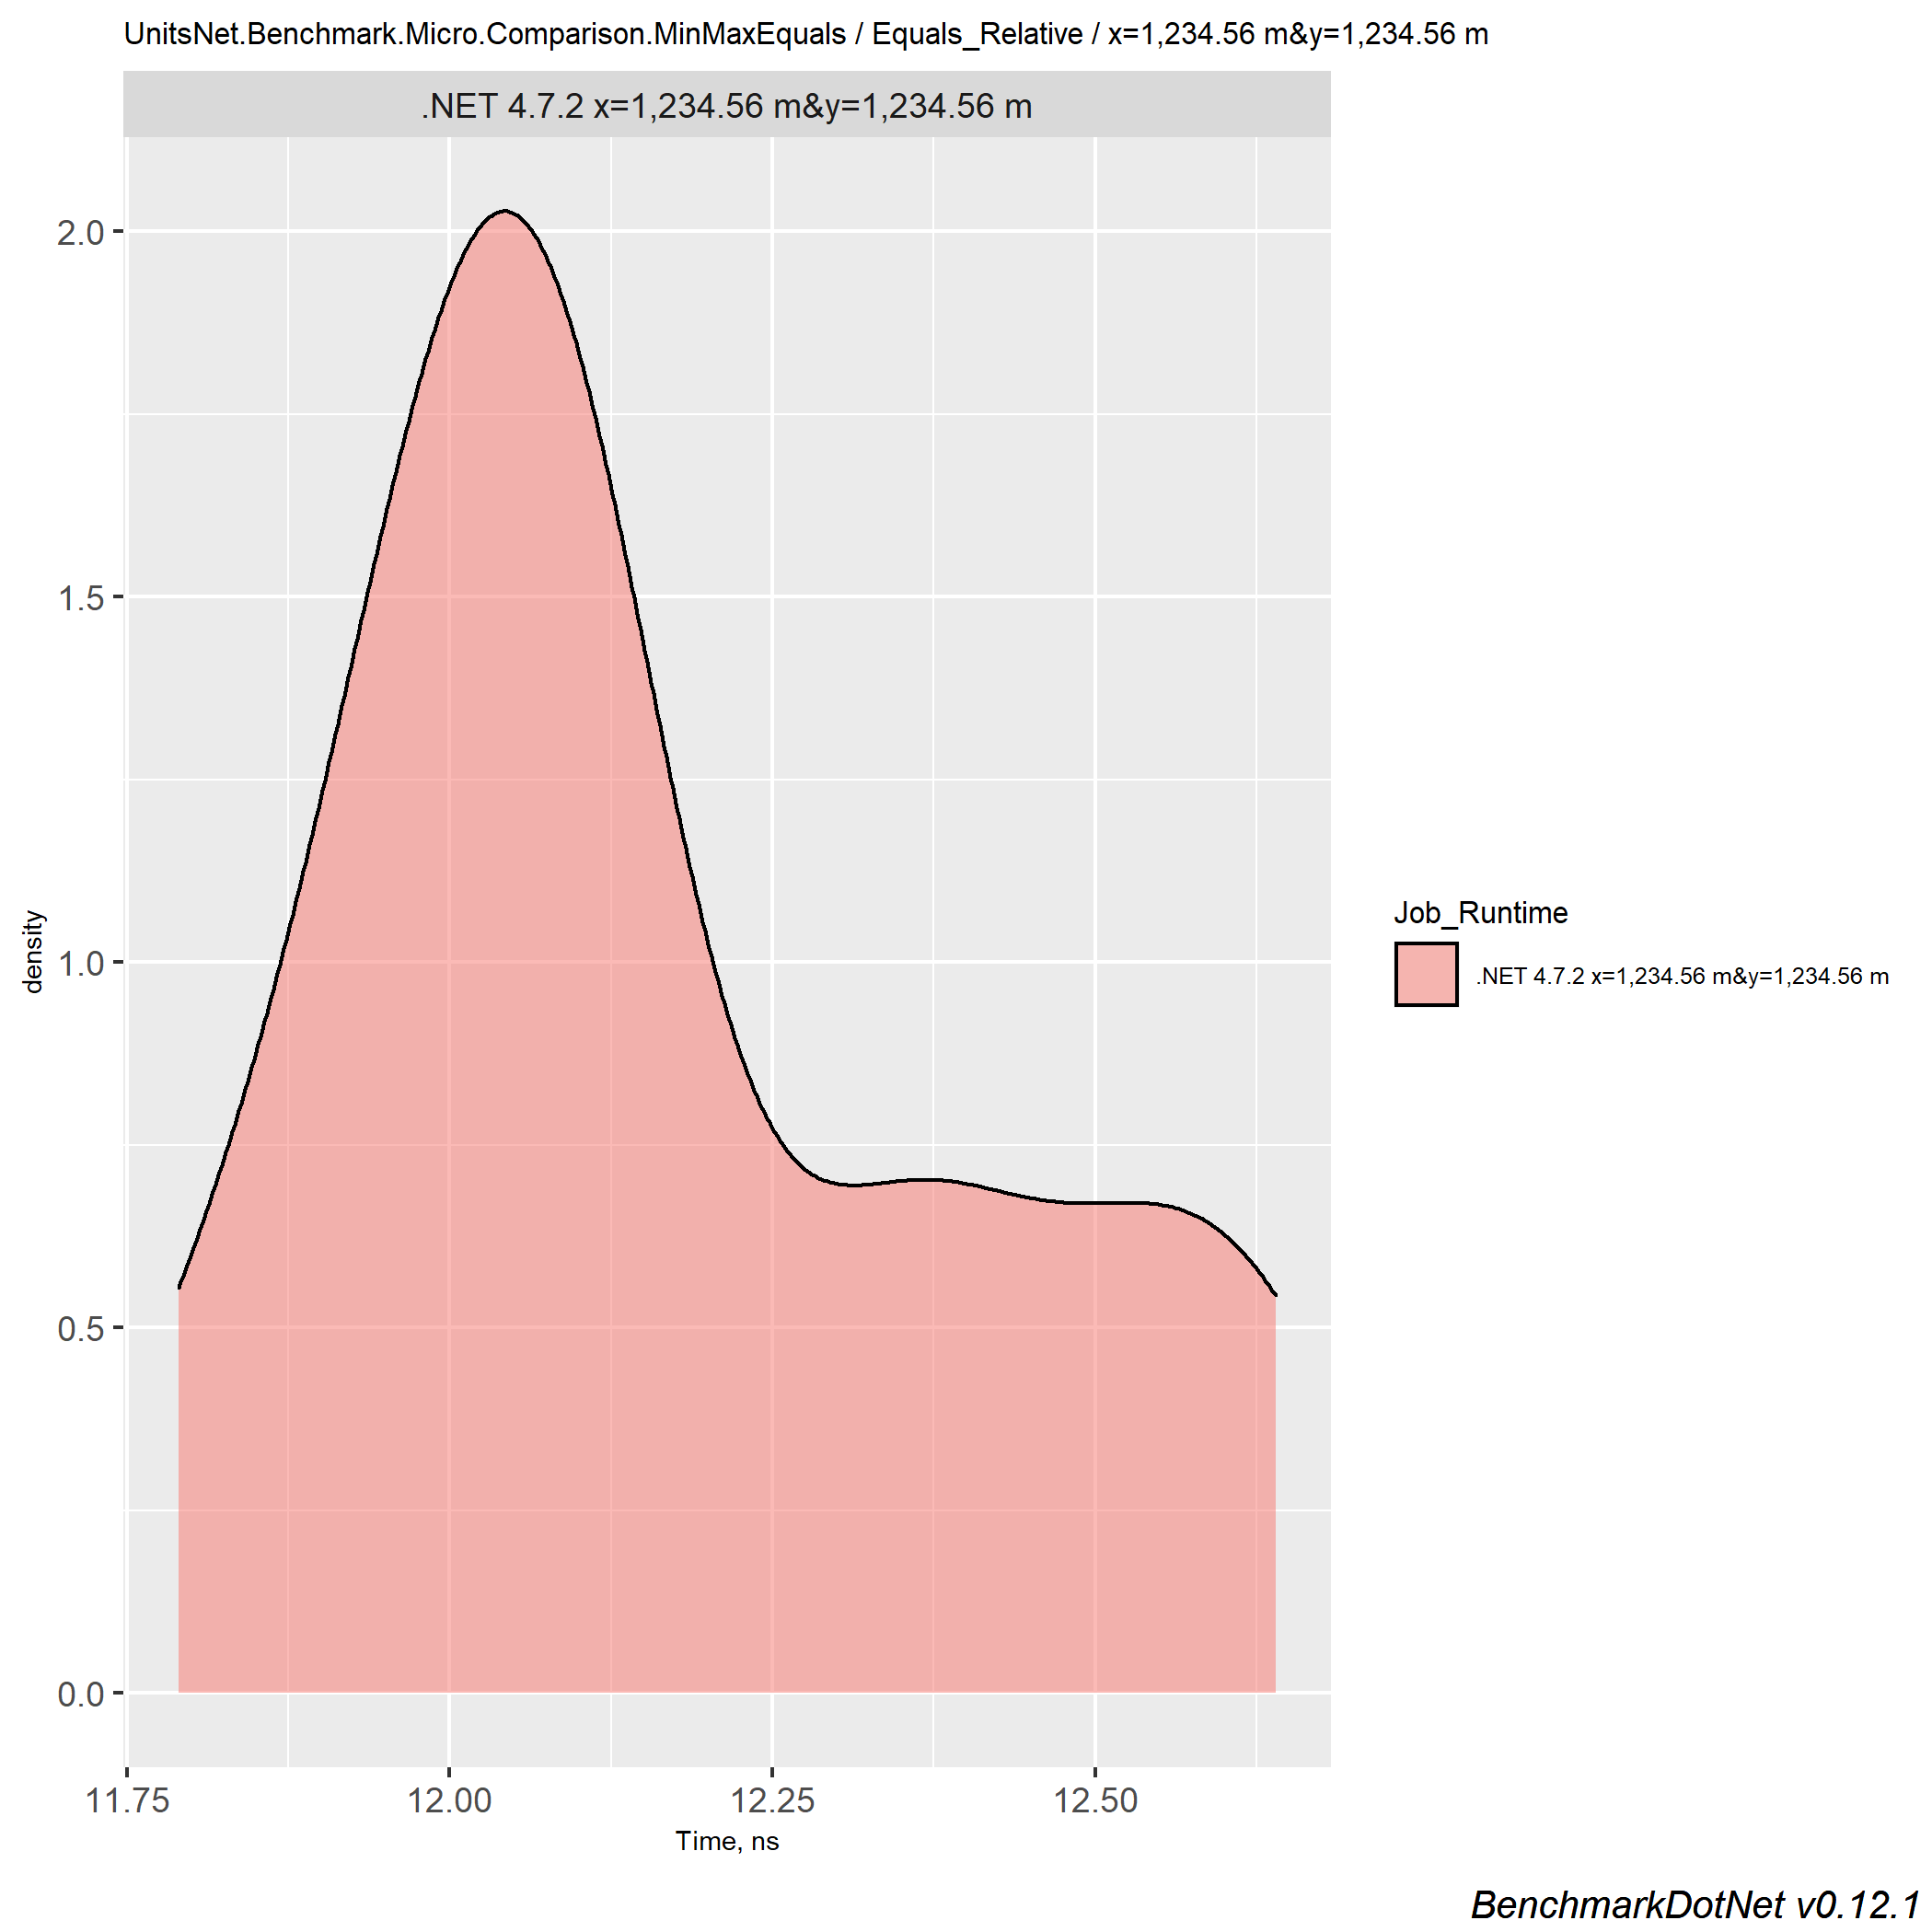 UnitsNet.Benchmark.Micro.Comparison.MinMaxEquals / Equals_Relative / x=1,234.56 m&y=1,234.56 m
.NET 4.7.2 x=1,234.56 m&y=1,234.56 m
2.0
1.5
1.0
0.5
0.0
density
11.75 12.00 12.25 12.50
Time, ns
Job_Runtime
.NET 4.7.2 x=1,234.56 m&y=1,234.56 m
BenchmarkDotNet v0.12.1